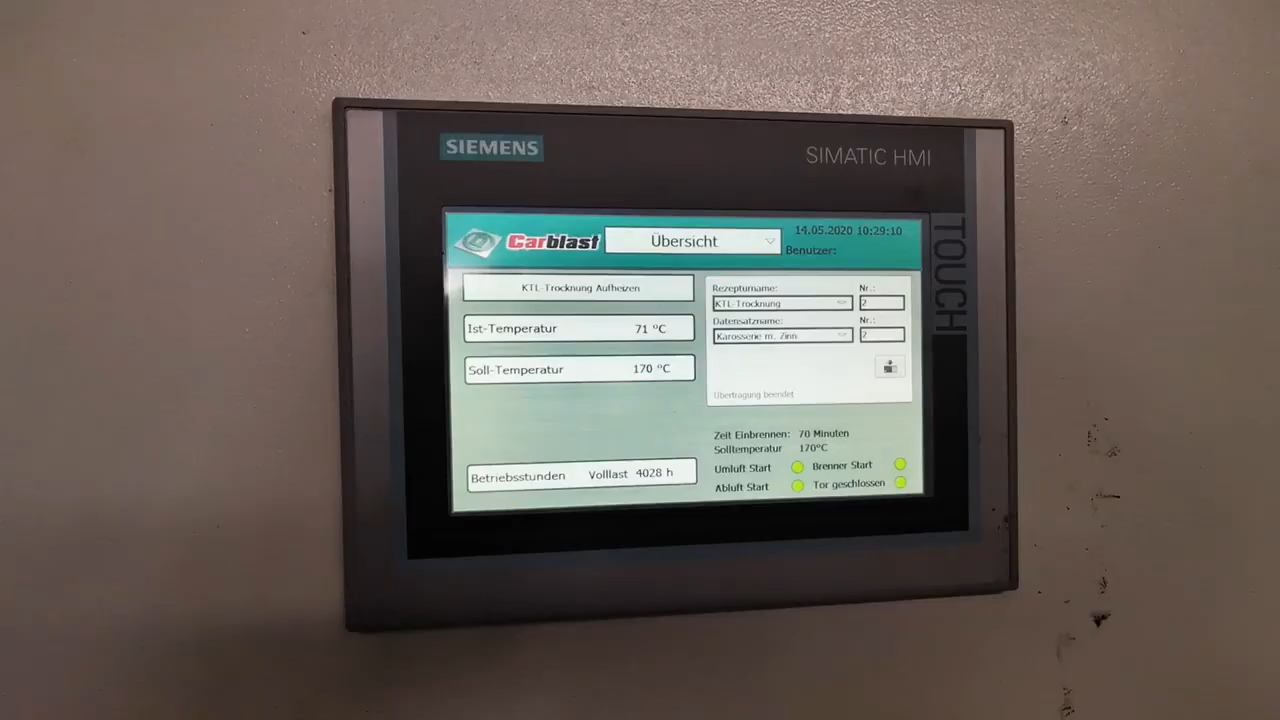 SIEMENS
SIMATIC HMI
TOUCH
Carblast
Übersicht
14.05.2020 10:29:10
Benutzer:
KTL-Trocknung Aufheizen
Ist-Temperatur 71 °C
Soll-Temperatur 170 °C
Betriebsstunden Volllast 4028 h
Rezepturname: Nr.:
KTL-Trocknung 2
Datensatzname: Nr.:
Karosserie m. Zinn 2
Übertragung beendet
Zeit Einbrennen: 70 Minuten
Solltemperatur 170°C
Umluft Start Brenner Start
Abluft Start Tor geschlossen